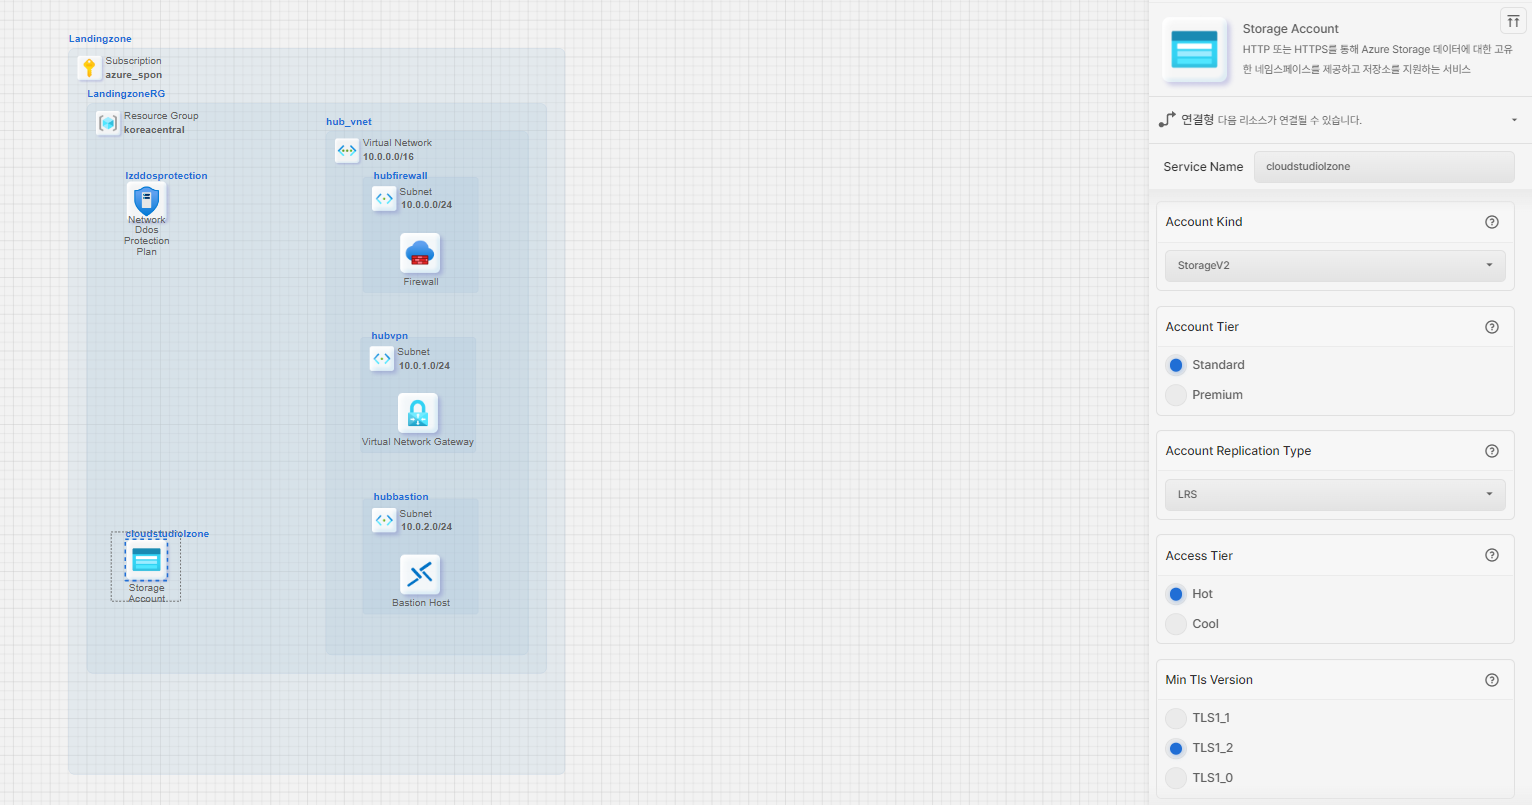 Landingzone
Subscription
azure_spon
LandingzoneRG
Resource Group
koreacentral
lzddosprotection
Network
Ddos
Protection
Plan
hub_vnet
Virtual Network
10.0.0.0/16
hubfirewall
Subnet
10.0.0.0/24
Firewall
hubvpn
Subnet
10.0.1.0/24
Virtual Network Gateway
hubbastion
Subnet
10.0.2.0/24
Bastion Host
cloudstudiolzone
Storage
Account
Storage Account
HTTP 또는 HTTPS를 통해 Azure Storage 데이터에 대한 고유
한 네임스페이스를 제공하고 저장소를 지원하는 서비스
연결형 다음 리소스가 연결될 수 있습니다.
Service Name cloudstudiolzone
Account Kind
StorageV2
Account Tier
Standard
Premium
Account Replication Type
LRS
Access Tier
Hot
Cool
Min Tls Version
TLS1_1
TLS1_2
TLS1_0